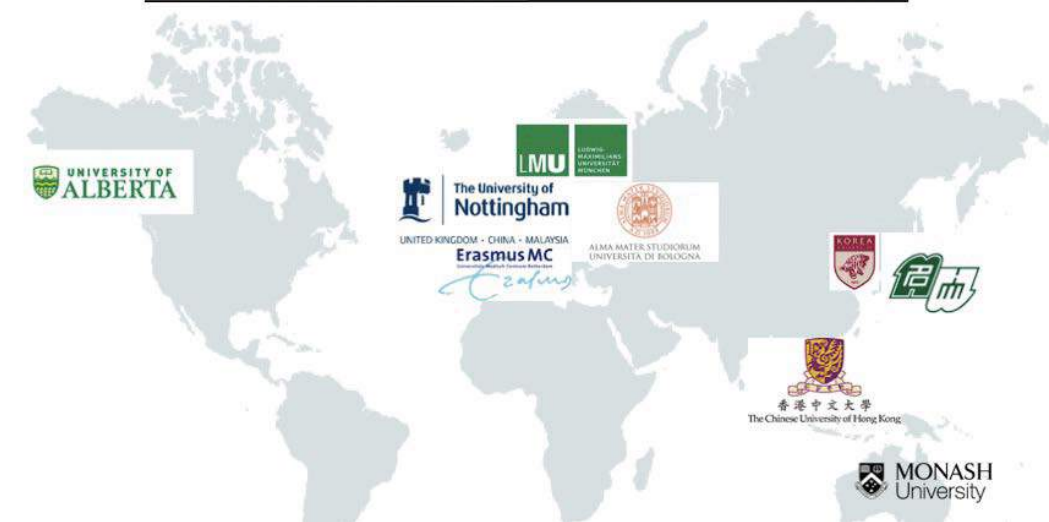 LMU
LUDWIG-
MAXIMILIANS
UNIVERSITÄT
MÜNCHEN
UNIVERSITY OF
ALBERTA
The University of
Nottingham
UNITED KINGDOM • CHINA • MALAYSIA
Erasmus MC
Erasmus
ALMA MATER STUDIORUM
UNIVERSITÀ DI BOLOGNA
KOREA
香港中文大學
The Chinese University of Hong Kong
MONASH
University